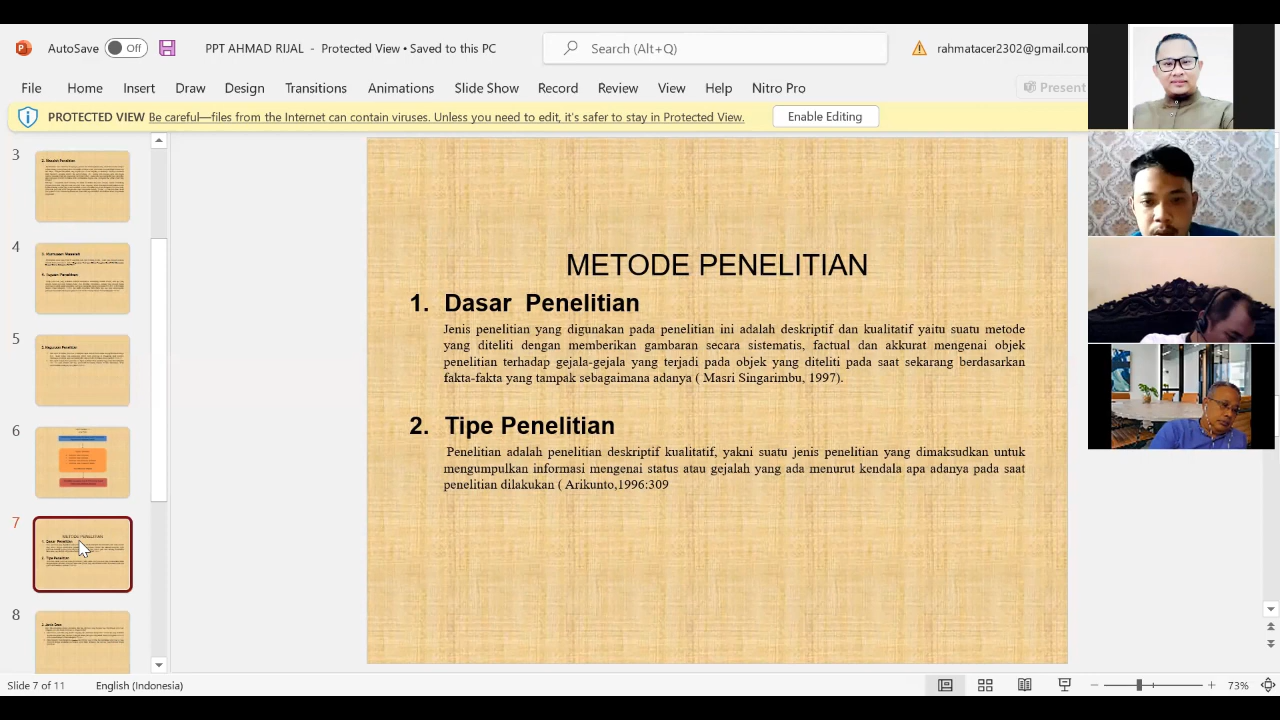 AutoSave Off PPT AHMAD RIJAL - Protected View • Saved to this PC Search (Alt+Q) rahmatacer2302@gmail.com
File Home Insert Draw Design Transitions Animations Slide Show Record Review View Help Nitro Pro Present
PROTECTED VIEW Be careful—files from the Internet can contain viruses. Unless you need to edit, it's safer to stay in Protected View. Enable Editing
3
4
5
6
7
8
METODE PENELITIAN
1. Dasar Penelitian
Jenis penelitian yang digunakan pada penelitian ini adalah deskriptif dan kualitatif yaitu suatu metode
yang diteliti dengan memberikan gambaran secara sistematis, factual dan akkurat mengenai objek
penelitian terhadap gejala-gejala yang terjadi pada objek yang diteliti pada saat sekarang berdasarkan
fakta-fakta yang tampak sebagaimana adanya ( Masri Singarimbu, 1997).
2. Tipe Penelitian
Penelitian adalah penelitian deskriptif kualitatif, yakni suatu jenis penelitian yang dimaksudkan untuk
mengumpulkan informasi mengenai status atau gejalah yang ada menurut kendala apa adanya pada saat
penelitian dilakukan ( Arikunto,1996:309
Slide 7 of 11 English (Indonesia) 73%